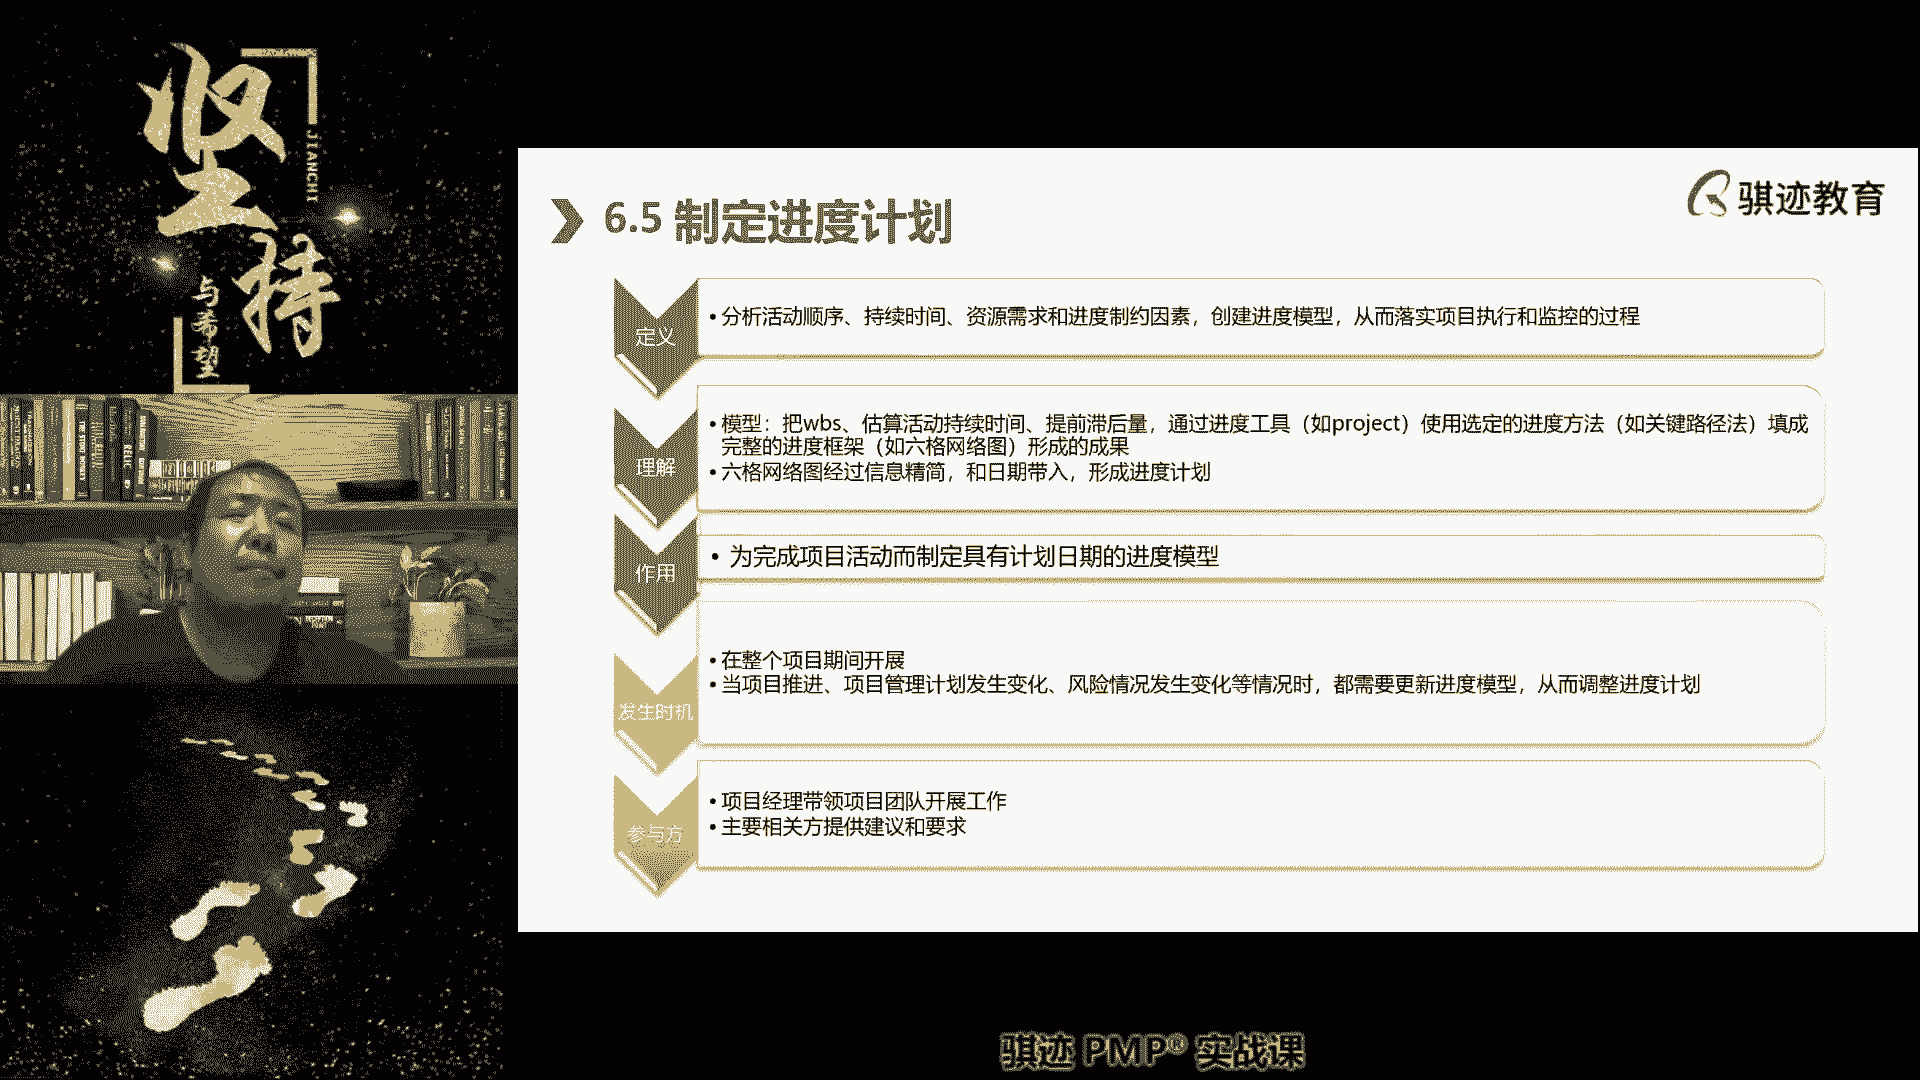 坚持
JIANCHI
与希望
骐迹教育
6.5 制定进度计划
定义
• 分析活动顺序、持续时间、资源需求和进度制约因素，创建进度模型，从而落实项目执行和监控的过程
理解
• 模型：把wbs、估算活动持续时间、提前滞后量，通过进度工具（如project）使用选定的进度方法（如关键路径法）填成
完整的进度框架（如六格网络图）形成的成果
• 六格网络图经过信息精简，和日期带入，形成进度计划
作用
• 为完成项目活动而制定具有计划日期的进度模型
发生时机
• 在整个项目期间开展
• 当项目推进、项目管理计划发生变化、风险情况发生变化等情况时，都需要更新进度模型，从而调整进度计划
参与方
• 项目经理带领项目团队开展工作
• 主要相关方提供建议和要求
骐迹 PMP® 实战课